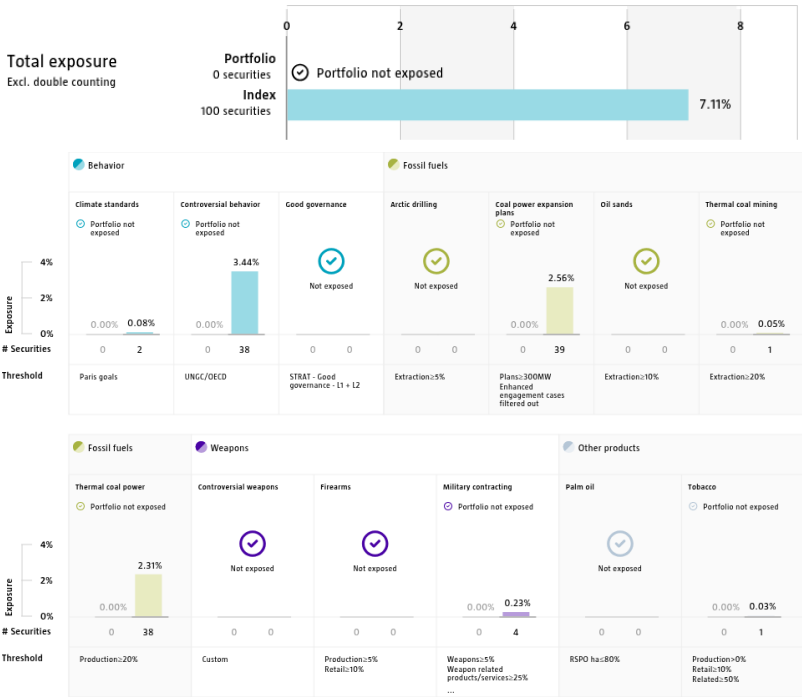 0 2 4 6 8
Total exposure
Excl. double counting
Portfolio
0 securities
Portfolio not exposed
Index
100 securities
7.11%
Behavior
Fossil fuels
Climate standards
Controversial behavior
Good governance
Arctic drilling
Coal power expansion
plans
Oil sands
Thermal coal mining
Portfolio not
exposed
Portfolio not
exposed
Not exposed
Not exposed
Portfolio not
exposed
Not exposed
Portfolio not
exposed
Exposure
4%
2%
0%
0.00% 0.08%
0.00% 3.44%
0.00% 2.56%
0.00% 0.05%
# Securities 0 2 0 38 0 0 0 0 0 39 0 0 0 1
Threshold
Paris goals
UNGC/OECD
STRAT - Good
governance - L1 + L2
Extraction≥5%
Plans≥300MW
Enhanced
engagement cases
filtered out
Extraction≥10%
Extraction≥20%
Fossil fuels
Weapons
Other products
Thermal coal power
Controversial weapons
Firearms
Military contracting
Palm oil
Tobacco
Portfolio not exposed
Not exposed
Not exposed
Portfolio not exposed
Not exposed
Portfolio not exposed
Exposure
4%
2%
0%
0.00% 2.31%
0.00% 0.23%
0.00% 0.03%
# Securities 0 38 0 0 0 0 0 4 0 0 0 1
Threshold
Production≥20%
Custom
Production≥5%
Retail≥10%
Weapons≥5%
Weapon related
products/services≥25%
...
RSPO ha≤80%
Production>0%
Retail≥10%
Related≥50%